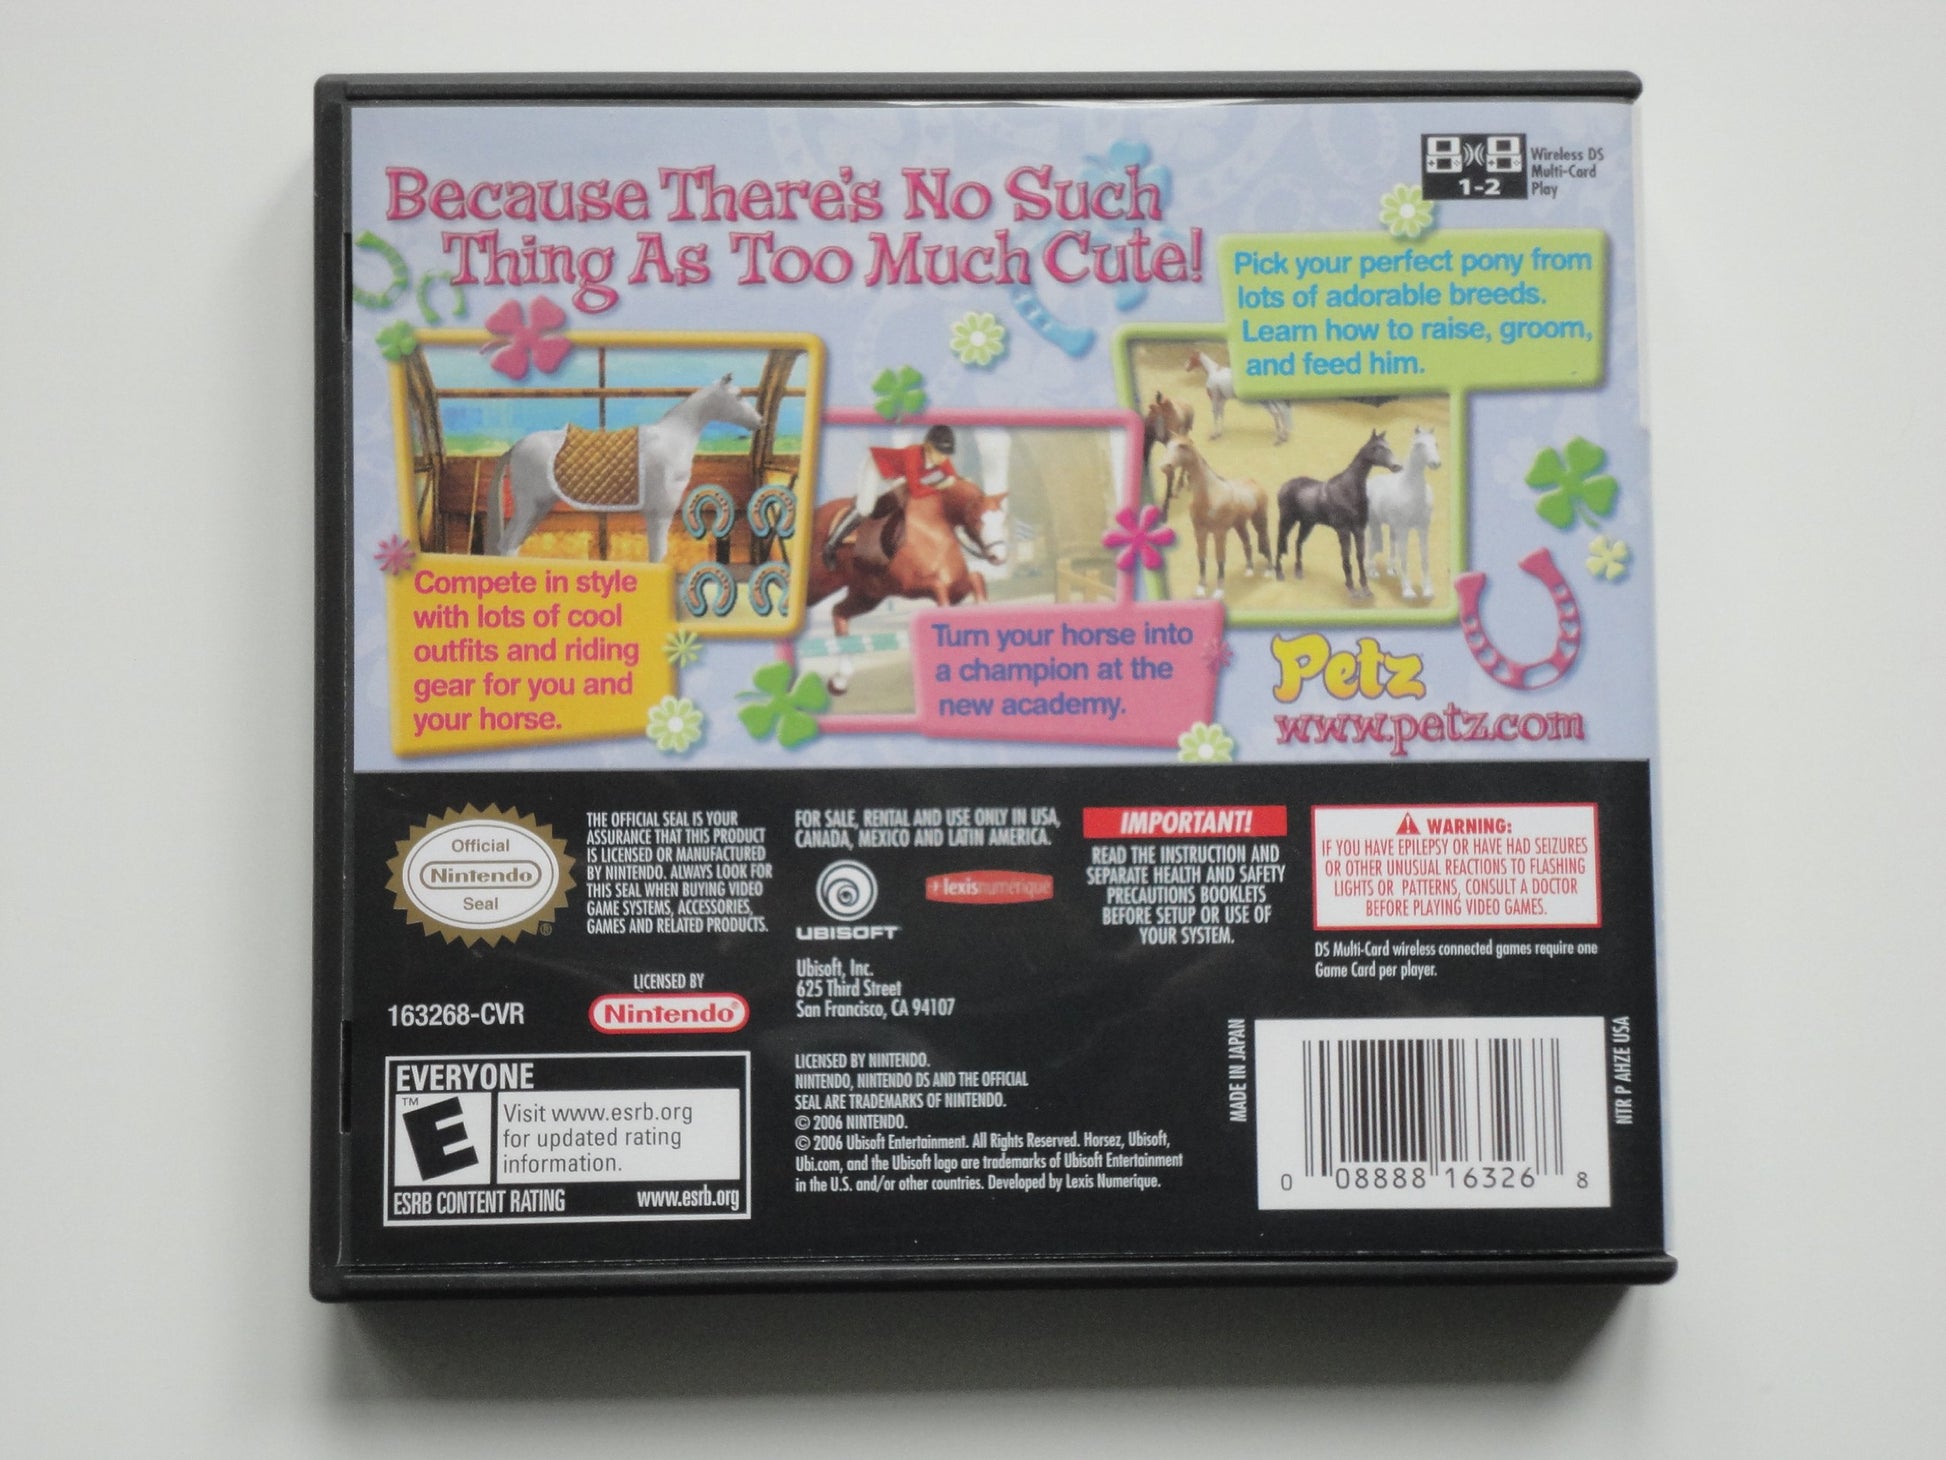 Because There's No Such
Thing As Too Much Cute!
1-2
Wireless DS
Multi-Card
Play
Pick your perfect pony from
lots of adorable breeds.
Learn how to raise, groom,
and feed him.
Compete in style
with lots of cool
outfits and riding
gear for you and
your horse.
Turn your horse into
a champion at the
new academy.
Petz
www.petz.com
Official
Nintendo
Seal
®
THE OFFICIAL SEAL IS YOUR
ASSURANCE THAT THIS PRODUCT
IS LICENSED OR MANUFACTURED
BY NINTENDO. ALWAYS LOOK FOR
THIS SEAL WHEN BUYING VIDEO
GAME SYSTEMS, ACCESSORIES,
GAMES AND RELATED PRODUCTS.
163268-CVR
LICENSED BY
Nintendo®
EVERYONE
™
E
Visit www.esrb.org
for updated rating
information.
ESRB CONTENT RATING
www.esrb.org
FOR SALE, RENTAL AND USE ONLY IN USA,
CANADA, MEXICO AND LATIN AMERICA.
UBISOFT
lexisnumérique
Ubisoft, Inc.
625 Third Street
San Francisco, CA 94107
LICENSED BY NINTENDO.
NINTENDO, NINTENDO DS AND THE OFFICIAL
SEAL ARE TRADEMARKS OF NINTENDO.
© 2006 NINTENDO.
© 2006 Ubisoft Entertainment. All Rights Reserved. Horsez, Ubisoft,
Ubi.com, and the Ubisoft logo are trademarks of Ubisoft Entertainment
in the U.S. and/or other countries. Developed by Lexis Numerique.
IMPORTANT!
READ THE INSTRUCTION AND
SEPARATE HEALTH AND SAFETY
PRECAUTIONS BOOKLETS
BEFORE SETUP OR USE OF
YOUR SYSTEM.
WARNING:
IF YOU HAVE EPILEPSY OR HAVE HAD SEIZURES
OR OTHER UNUSUAL REACTIONS TO FLASHING
LIGHTS OR PATTERNS, CONSULT A DOCTOR
BEFORE PLAYING VIDEO GAMES.
DS Multi-Card wireless connected games require one
Game Card per player.
MADE IN JAPAN
0 08888 16326 8
NTR P AHZE USA